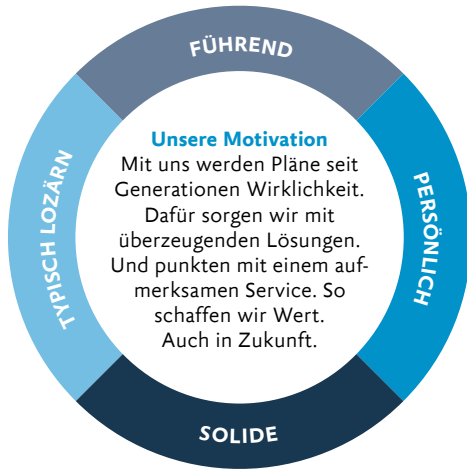 FÜHREND
Unsere Motivation
Mit uns werden Pläne seit
Generationen Wirklichkeit.
Dafür sorgen wir mit
überzeugenden Lösungen.
Und punkten mit einem auf-
merksamen Service. So
schaffen wir Wert.
Auch in Zukunft.
TYPISCH LOZÄRN
PERSÖNLICH
SOLIDE